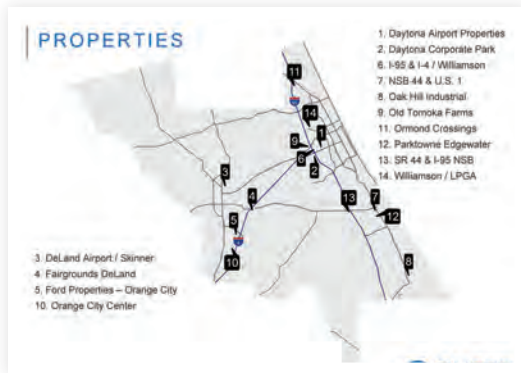 PROPERTIES
1. Daytona Airport Properties
2. Daytona Corporate Park
6. I-95 & I-4 / Williamson
7. NSB 44 & U.S. 1
8. Oak Hill Industrial
9. Old Tomoka Farms
11. Ormond Crossings
12. Parktowne Edgewater
13. SR 44 & I-95 NSB
14. Williamson / LPGA
11
14
1
9
6
2
3
4
13
7
12
5
10
8
3. DeLand Airport / Skinner
4. Fairgrounds DeLand
5. Ford Properties – Orange City
10. Orange City Center